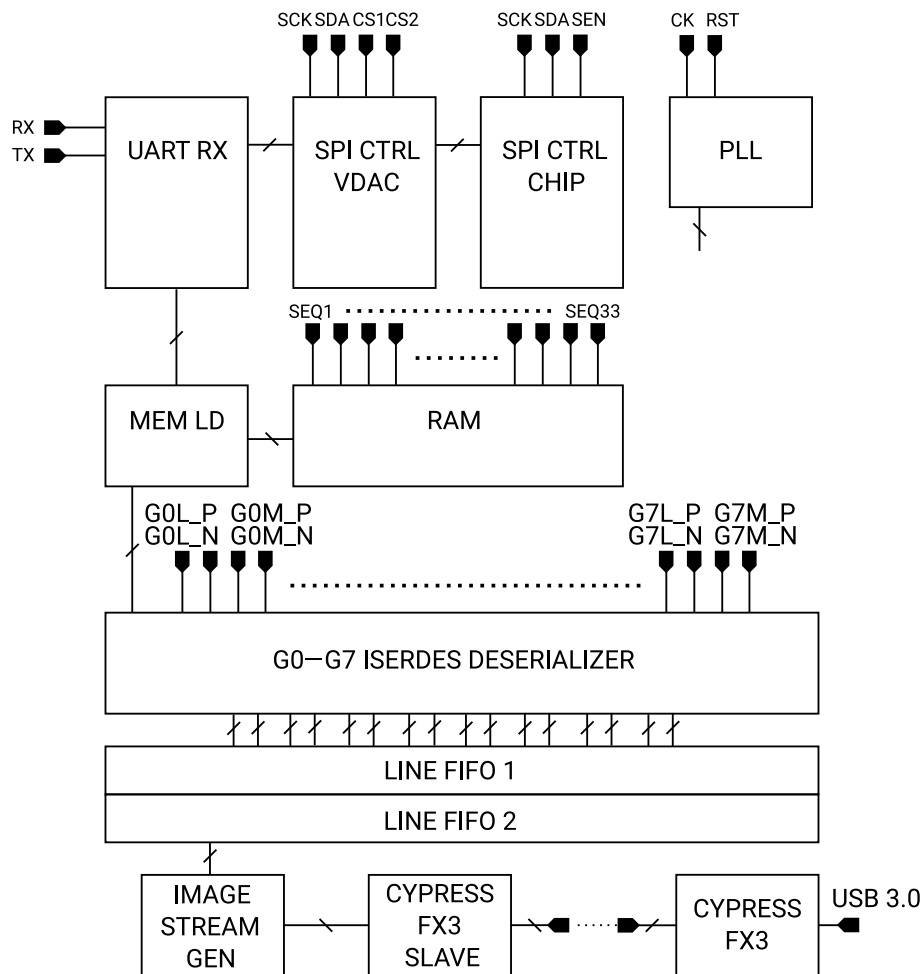 SCK SDA CS1 CS2
SCK SDA SEN
CK RST
RX
TX
UART RX
SPI CTRL
VDAC
SPI CTRL
CHIP
PLL
SEQ1
SEQ33
MEM LD
RAM
G0L_P G0M_P
G0L_N G0M_N
G7L_P G7M_P
G7L_N G7M_N
G0—G7 ISERDES DESERIALIZER
LINE FIFO 1
LINE FIFO 2
IMAGE
STREAM
GEN
CYPRESS
FX3
SLAVE
CYPRESS
FX3
USB 3.0